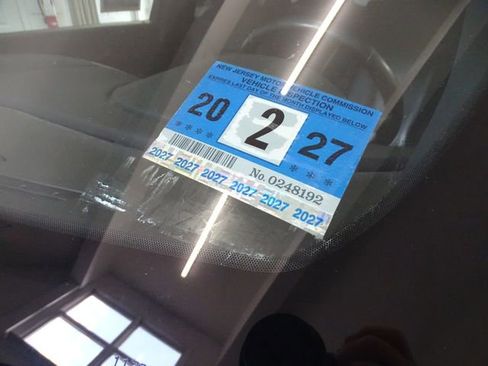 NEW JERSEY MOTOR VEHICLE COMMISSION
VEHICLE INSPECTION
EXPIRES LAST DAY OF THE MONTH DISPLAYED BELOW
20 2 27
No. 0248192
2027 2027 2027 2027 2027 2027